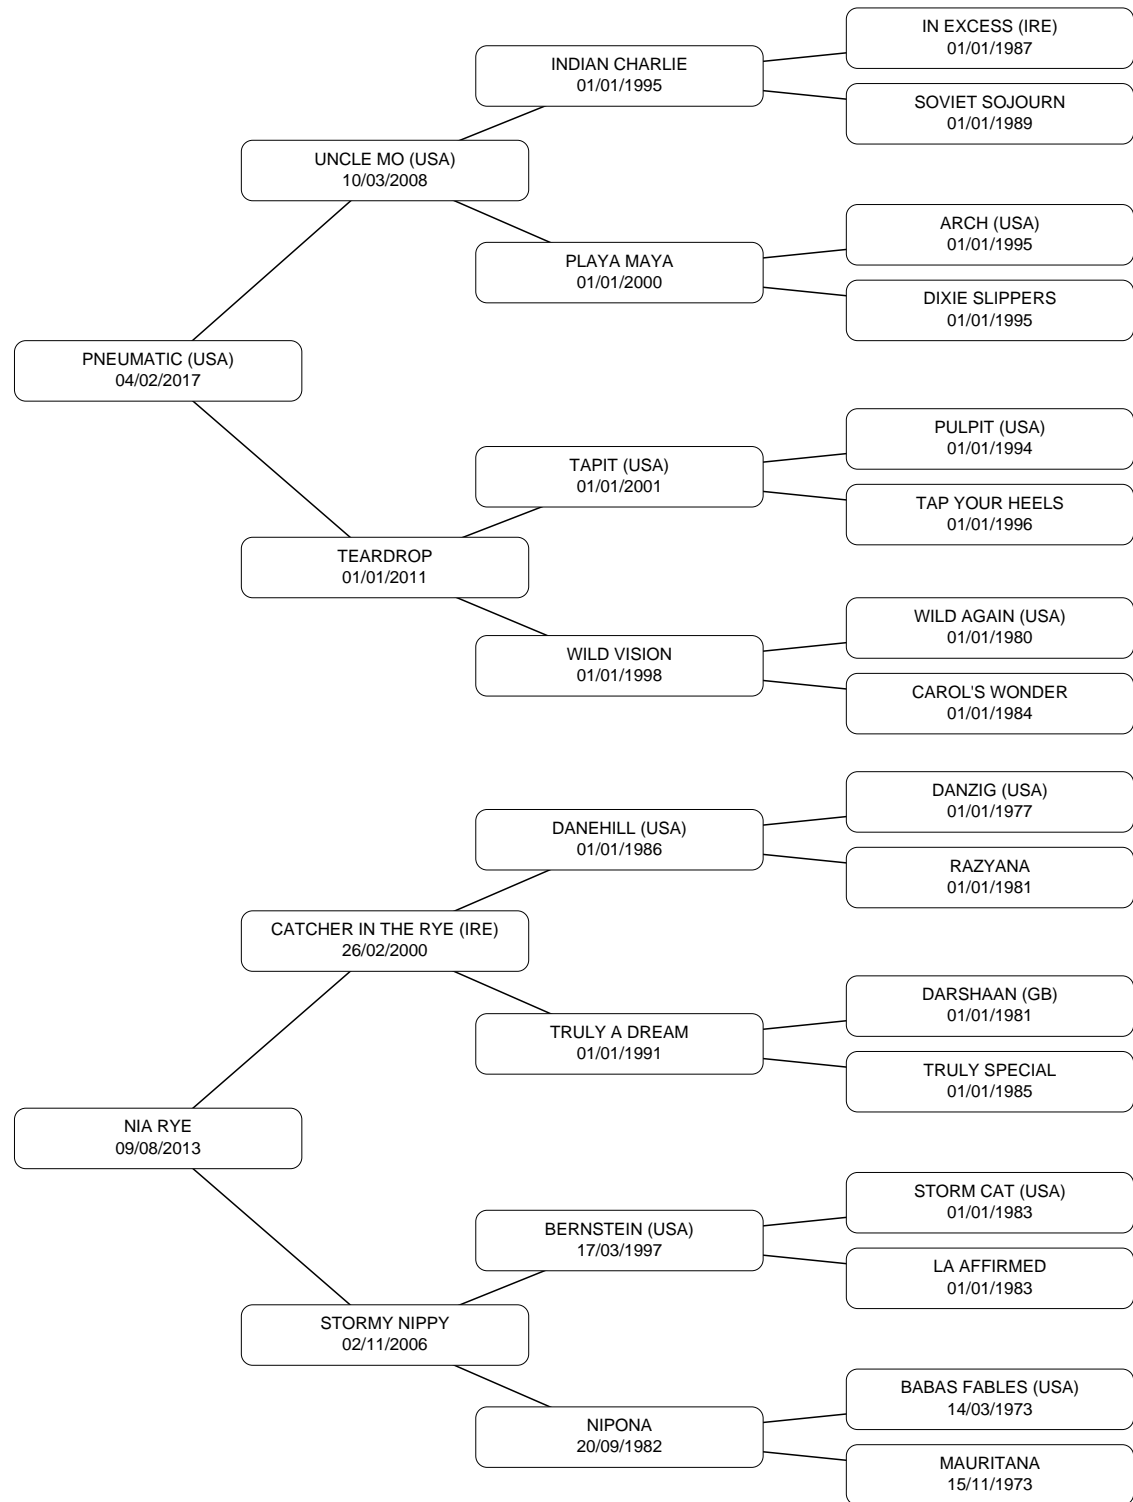 IN EXCESS (IRE)
01/01/1987
INDIAN CHARLIE
01/01/1995
SOVIET SOJOURN
01/01/1989
UNCLE MO (USA)
10/03/2008
ARCH (USA)
01/01/1995
PLAYA MAYA
01/01/2000
DIXIE SLIPPERS
01/01/1995
PNEUMATIC (USA)
04/02/2017
PULPIT (USA)
01/01/1994
TAPIT (USA)
01/01/2001
TAP YOUR HEELS
01/01/1996
TEARDROP
01/01/2011
WILD AGAIN (USA)
01/01/1980
WILD VISION
01/01/1998
CAROL'S WONDER
01/01/1984
DANZIG (USA)
01/01/1977
DANEHILL (USA)
01/01/1986
RAZYANA
01/01/1981
CATCHER IN THE RYE (IRE)
26/02/2000
DARSHAAN (GB)
01/01/1981
TRULY A DREAM
01/01/1991
TRULY SPECIAL
01/01/1985
NIA RYE
09/08/2013
STORM CAT (USA)
01/01/1983
BERNSTEIN (USA)
17/03/1997
LA AFFIRMED
01/01/1983
STORMY NIPPY
02/11/2006
BABAS FABLES (USA)
14/03/1973
NIPONA
20/09/1982
MAURITANA
15/11/1973